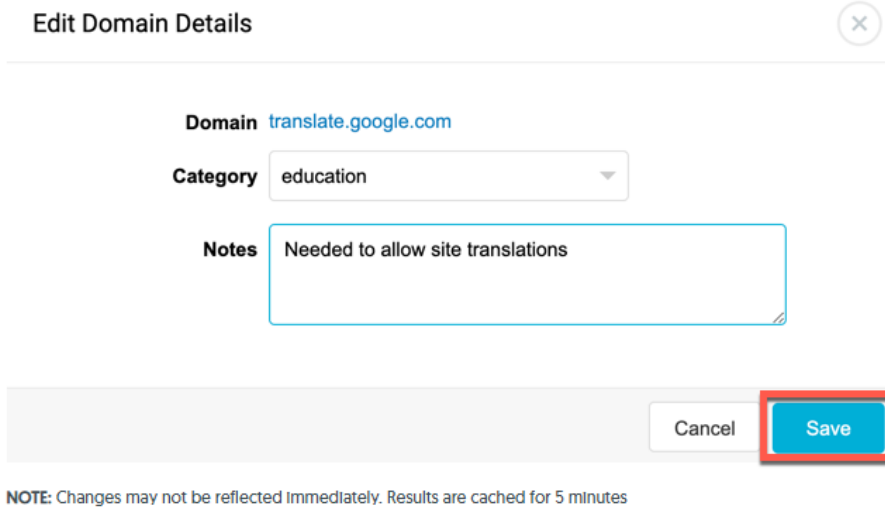 Edit Domain Details
Domain translate.google.com
Category education
Notes Needed to allow site translations
Cancel Save
NOTE: Changes may not be reflected immediately. Results are cached for 5 minutes